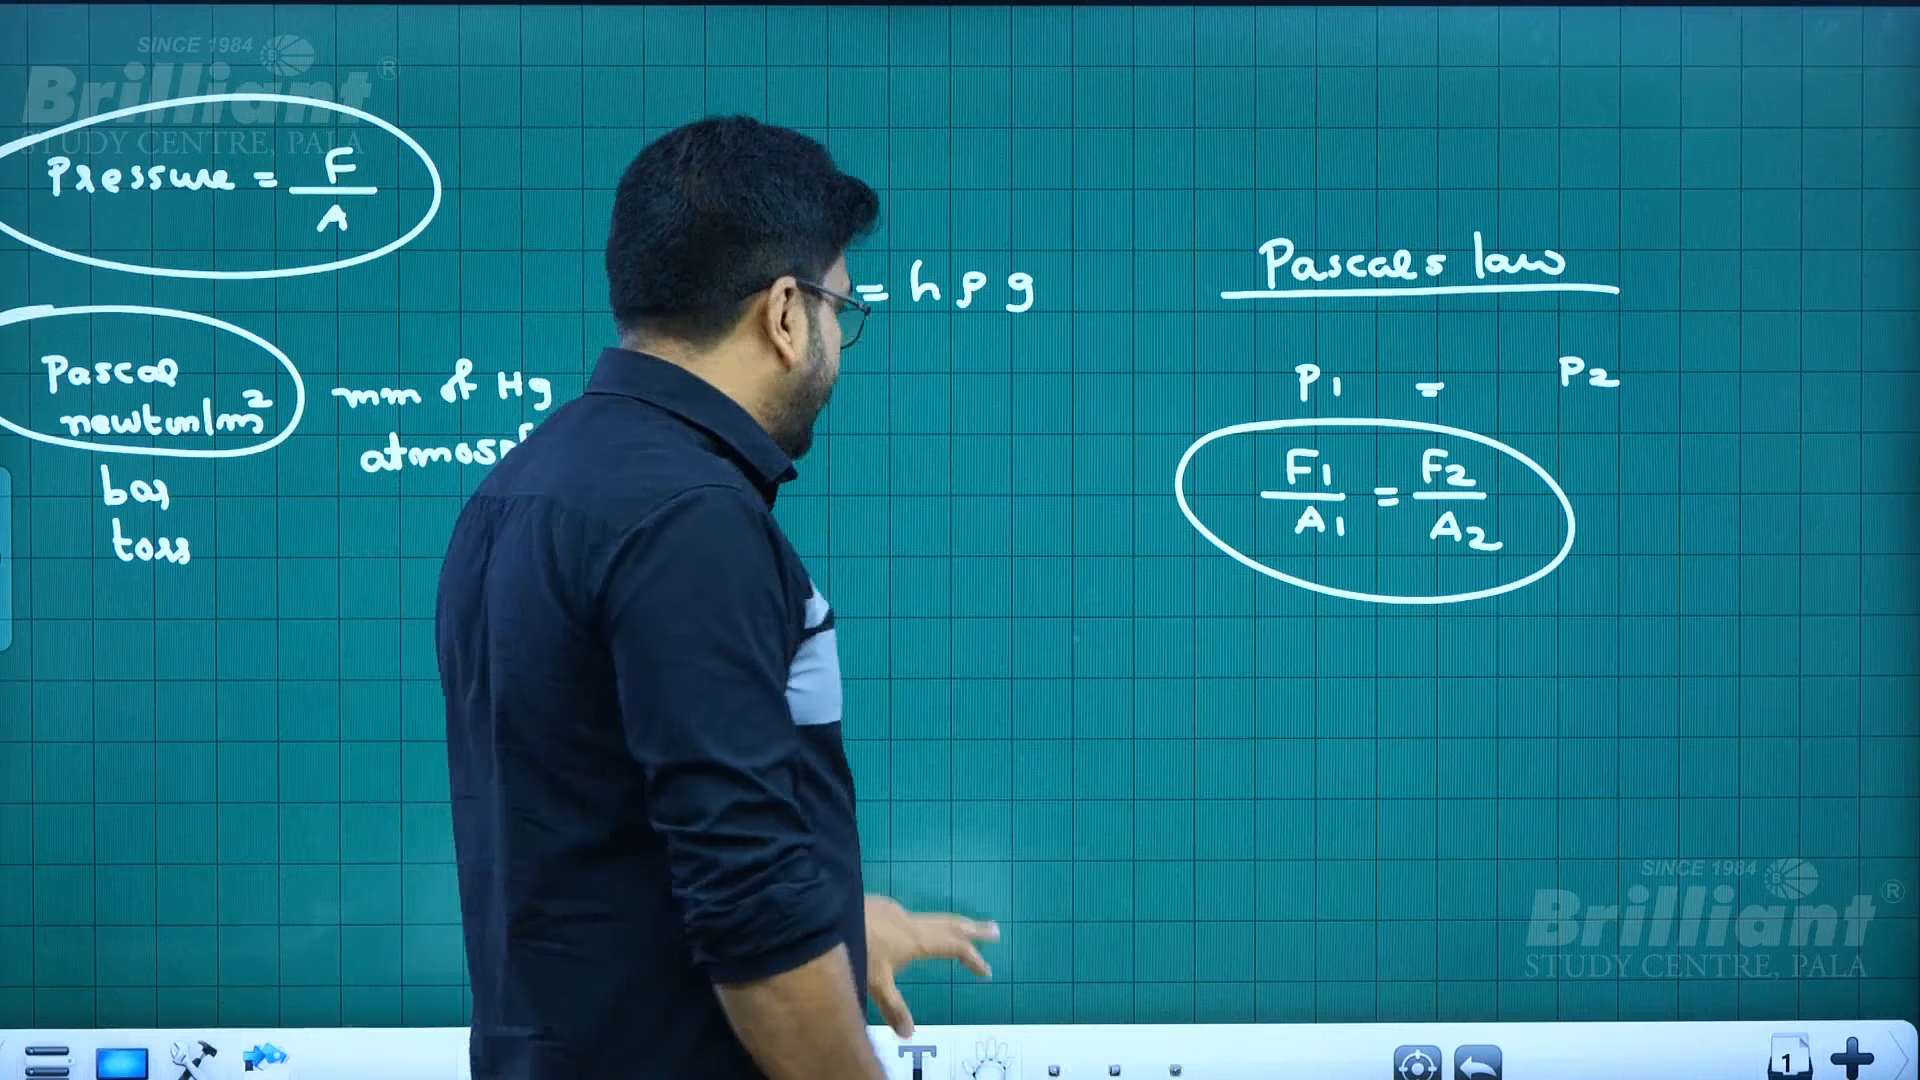 SINCE 1984
Brilliant®
STUDY CENTRE, PALA
Pressure = F
A
= h ρ g
Pascals law
Pascal
newton/m²
mm of Hg
bar
torr
P1 = P2
F1 = F2
A1 A2
SINCE 1984
Brilliant®
STUDY CENTRE, PALA
T
1